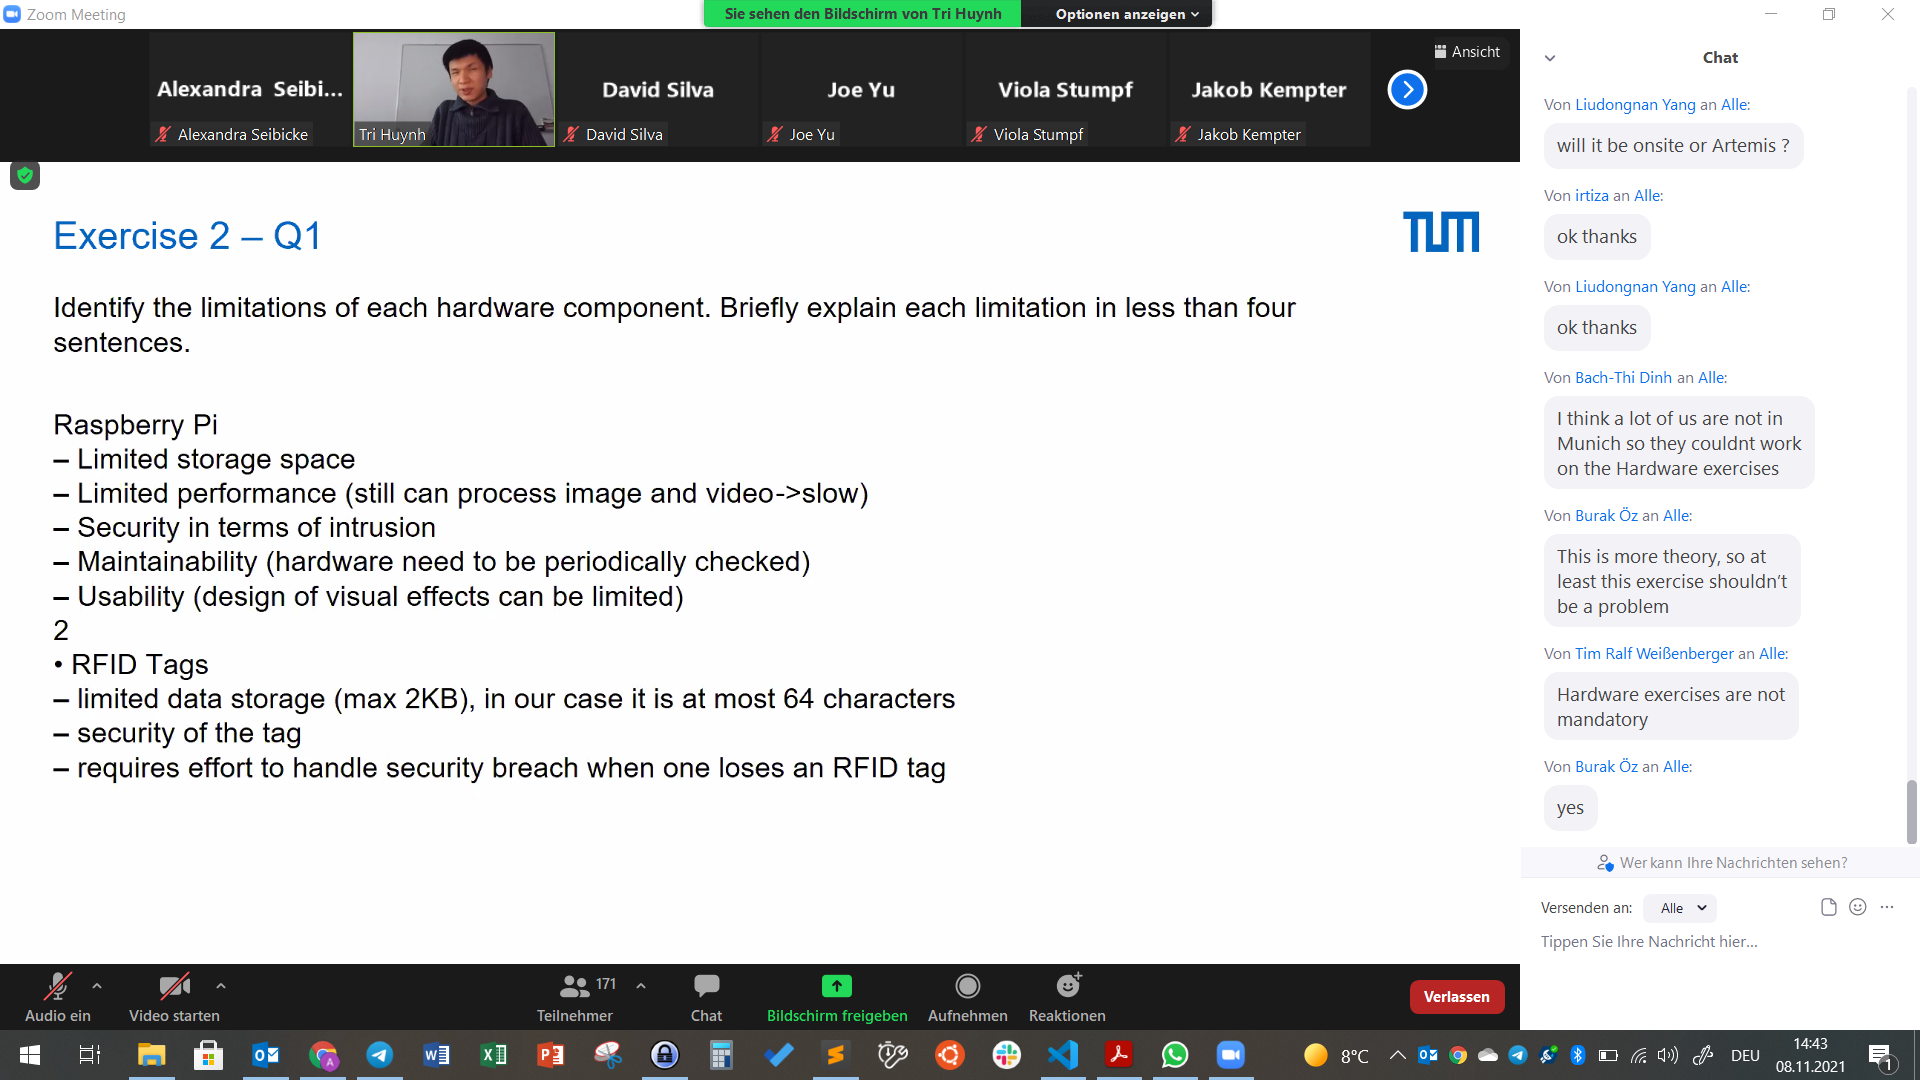 Zoom Meeting
Sie sehen den Bildschirm von Tri Huynh
Optionen anzeigen
Alexandra Seibi...
Alexandra Seibicke
Tri Huynh
David Silva
David Silva
Joe Yu
Joe Yu
Viola Stumpf
Viola Stumpf
Jakob Kempter
Jakob Kempter
Ansicht
Exercise 2 – Q1
TUM
Identify the limitations of each hardware component. Briefly explain each limitation in less than four
sentences.
Raspberry Pi
– Limited storage space
– Limited performance (still can process image and video->slow)
– Security in terms of intrusion
– Maintainability (hardware need to be periodically checked)
– Usability (design of visual effects can be limited)
2
• RFID Tags
– limited data storage (max 2KB), in our case it is at most 64 characters
– security of the tag
– requires effort to handle security breach when one loses an RFID tag
Chat
Von Liudongnan Yang an Alle:
will it be onsite or Artemis ?
Von irtiza an Alle:
ok thanks
Von Liudongnan Yang an Alle:
ok thanks
Von Bach-Thi Dinh an Alle:
I think a lot of us are not in
Munich so they couldnt work
on the Hardware exercises
Von Burak Öz an Alle:
This is more theory, so at
least this exercise shouldn't
be a problem
Von Tim Ralf Weißenberger an Alle:
Hardware exercises are not
mandatory
Von Burak Öz an Alle:
yes
Wer kann Ihre Nachrichten sehen?
Versenden an: Alle
Tippen Sie Ihre Nachricht hier...
Audio ein
Video starten
171
Teilnehmer
Chat
Bildschirm freigeben
Aufnehmen
Reaktionen
Verlassen
8°C
DEU
14:43
08.11.2021
1